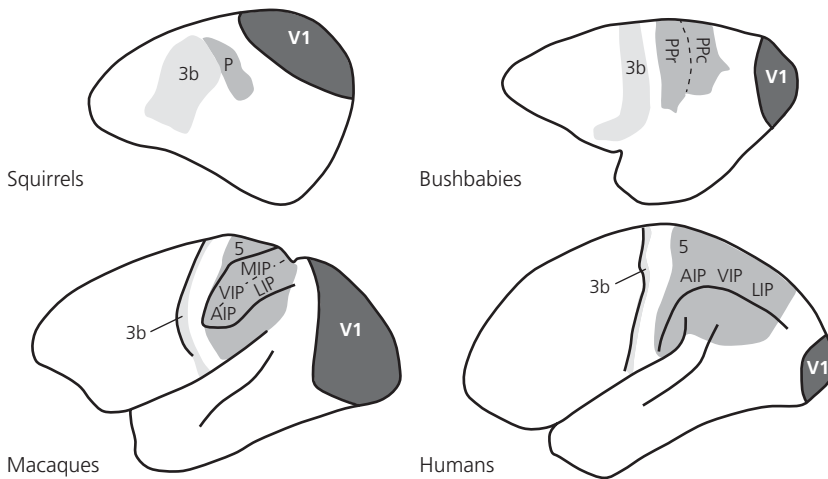 3b
P
V1
Squirrels
3b
PPr
PPc
V1
Bushbabies
5
MIP
VIP
LIP
AIP
3b
V1
Macaques
5
AIP VIP LIP
3b
V1
Humans